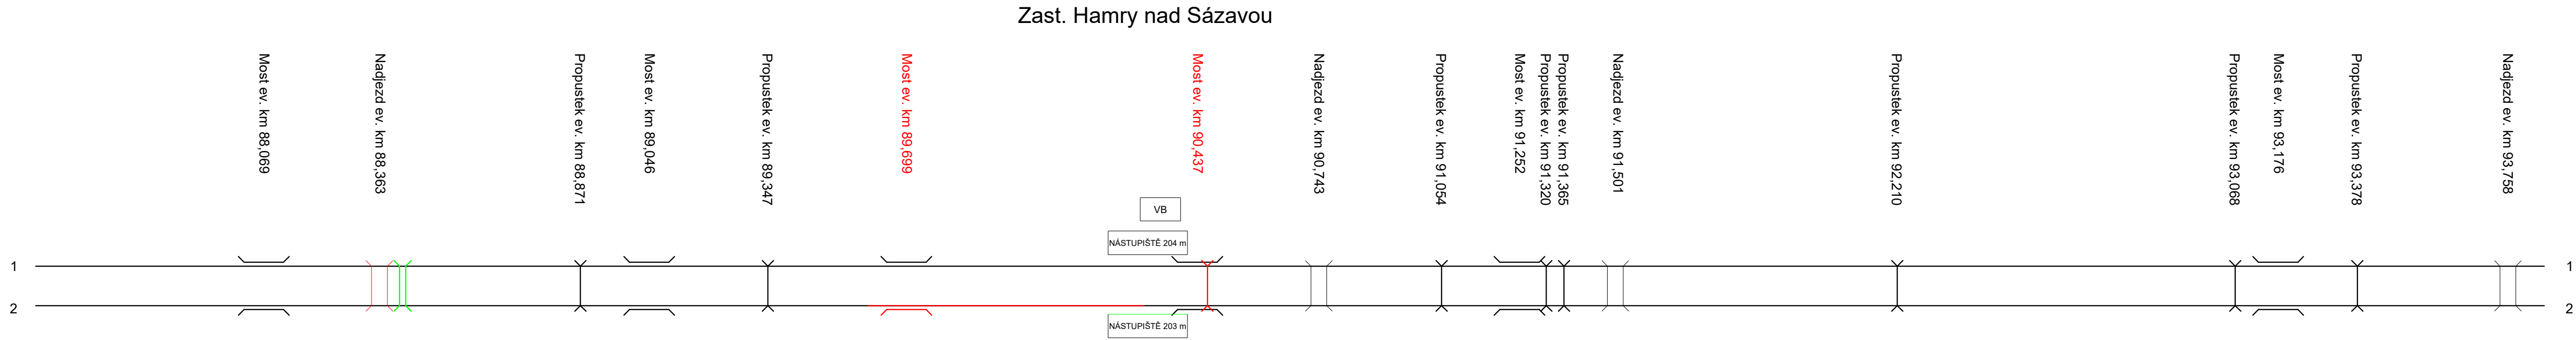 Zast. Hamry nad Sázavou
Most ev. km 88,069
Nadjezd ev. km 88,363
Propustek ev. km 88,871
Most ev. km 89,046
Propustek ev. km 89,347
Most ev. km 89,699
Most ev. km 90,437
Nadjezd ev. km 90,743
Propustek ev. km 91,054
Most ev. km 91,252
Propustek ev. km 91,320
Propustek ev. km 91,365
Nadjezd ev. km 91,501
Propustek ev. km 92,210
Propustek ev. km 93,068
Most ev. km 93,176
Propustek ev. km 93,378
Nadjezd ev. km 93,758
VB
NÁSTUPIŠTĚ 204 m
1
1
2
2
NÁSTUPIŠTĚ 203 m